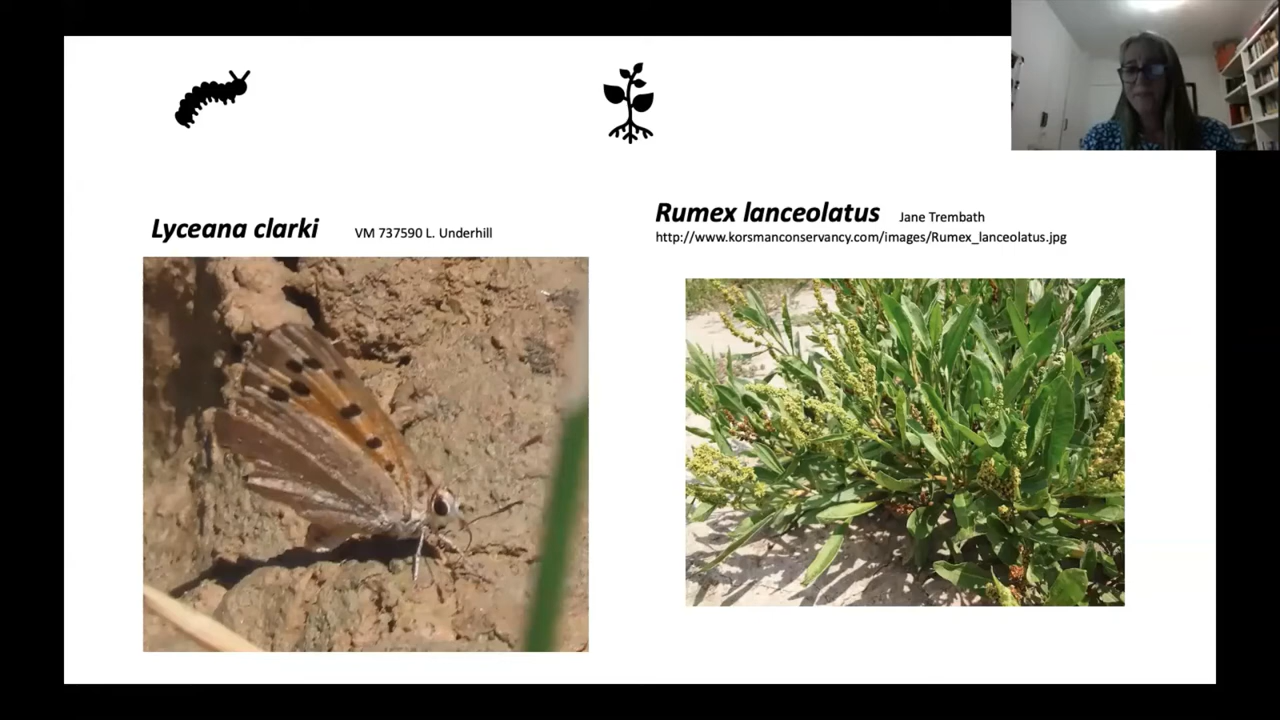 Lyceana clarki VM 737590 L. Underhill
Rumex lanceolatus Jane Trembath
http://www.korsmanconservancy.com/images/Rumex_lanceolatus.jpg